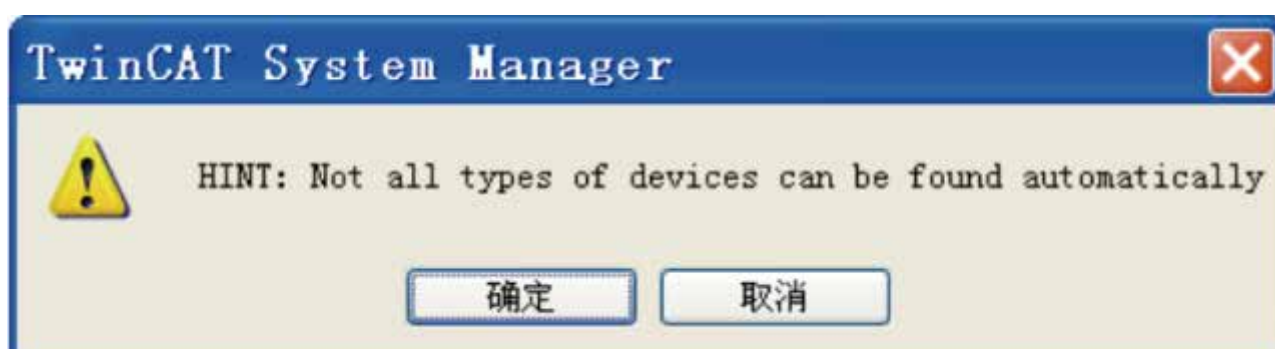 TwinCAT System Manager
HINT: Not all types of devices can be found automatically
确定
取消